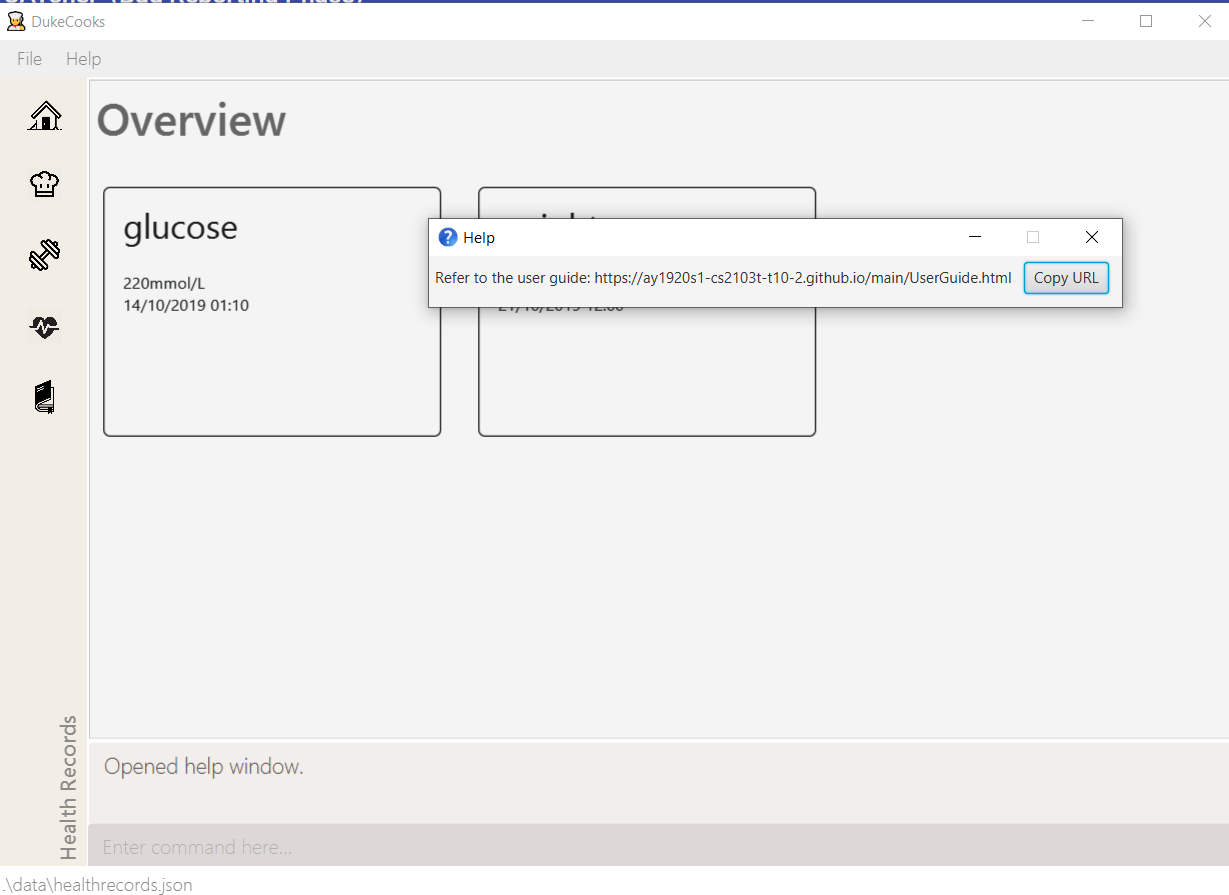 DukeCooks
File Help
Overview
glucose
220mmol/L
14/10/2019 01:10
Help
Refer to the user guide: https://ay1920s1-cs2103t-t10-2.github.io/main/UserGuide.html Copy URL
Health Records
Opened help window.
Enter command here...
.\data\healthrecords.json